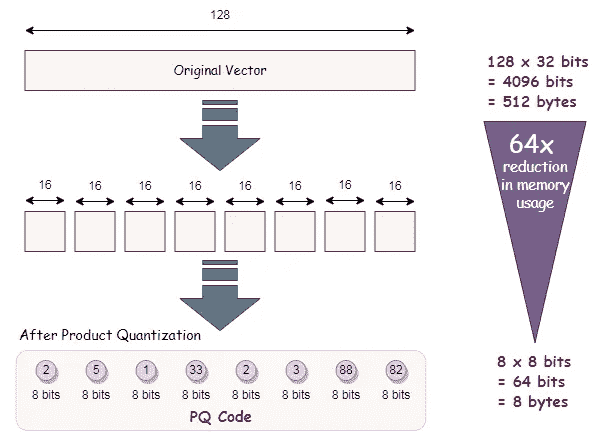 128
Original Vector
128 x 32 bits
= 4096 bits
= 512 bytes
64x
reduction
in memory
usage
16 16 16 16 16 16 16 16
After Product Quantization
2 5 1 33 2 3 88 82
8 bits 8 bits 8 bits 8 bits 8 bits 8 bits 8 bits 8 bits
PQ Code
8 x 8 bits
= 64 bits
= 8 bytes